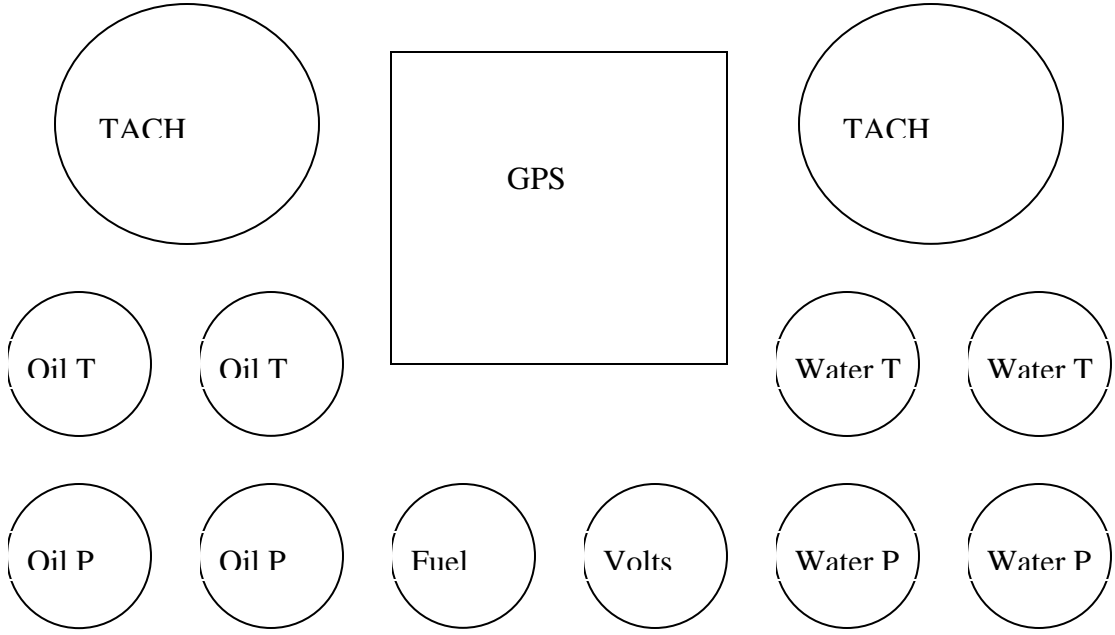 TACH
TACH
GPS
Oil T
Oil T
Water T
Water T
Oil P
Oil P
Fuel
Volts
Water P
Water P